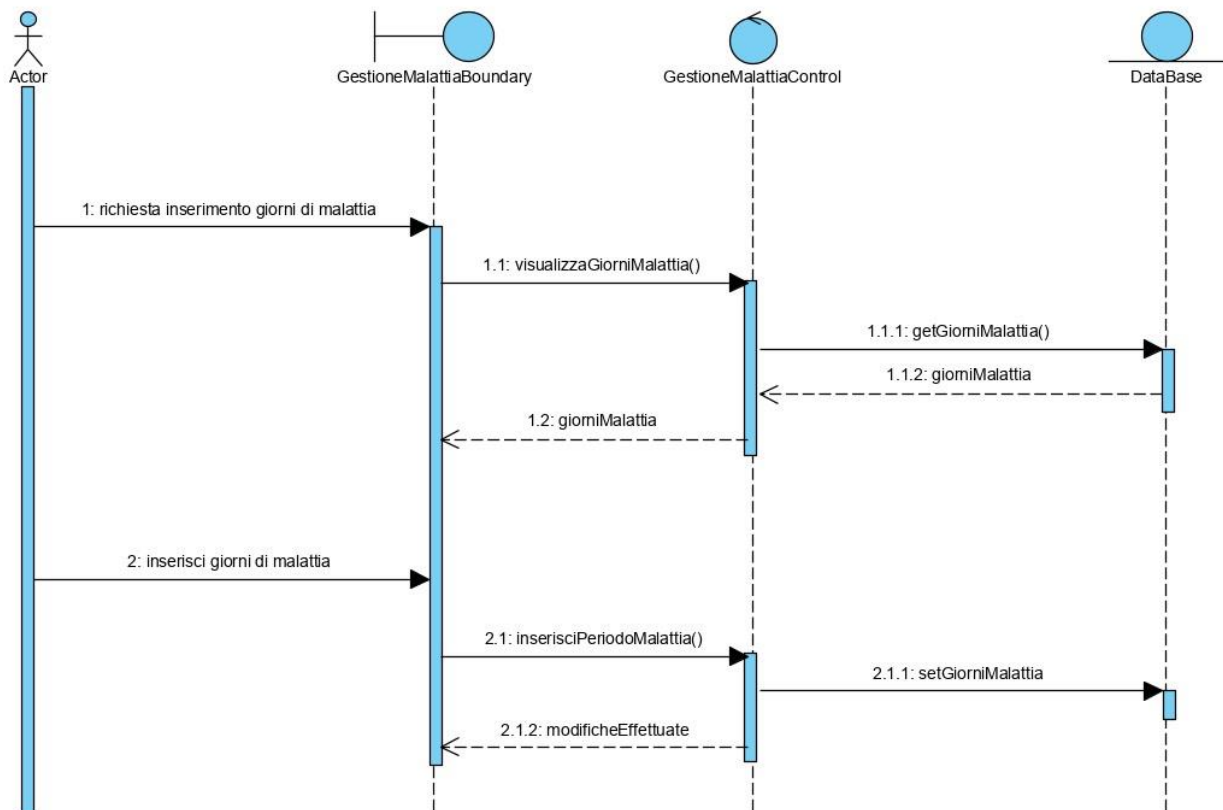 Actor
GestioneMalattiaBoundary
GestioneMalattiaControl
DataBase
1: richiesta inserimento giorni di malattia
1.1: visualizzaGiorniMalattia()
1.1.1: getGiorniMalattia()
1.1.2: giorniMalattia
1.2: giorniMalattia
2: inserisci giorni di malattia
2.1: inserisciPeriodoMalattia()
2.1.1: setGiorniMalattia
2.1.2: modificheEffettuate